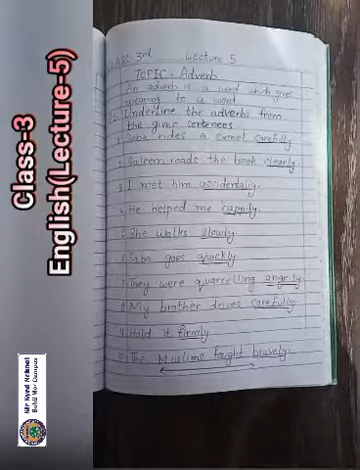 Class-3
English(Lecture-5)
3rd Lecture 5
TOPIC: Adverb
An adverb is a word which gives
meaning to a word
Underline the adverbs from
the given sentences
1. Saba rides a camel carefully
2. Saleem reads the book clearly.
3. I met him accidentally.
4. He helped me happily.
5. She walks slowly.
6. Saba goes quickly
7. They were quarrelling angrily
8. My brother drives carefully.
9. Hold it firmly
10. The Muslims fought bravely.
Campus